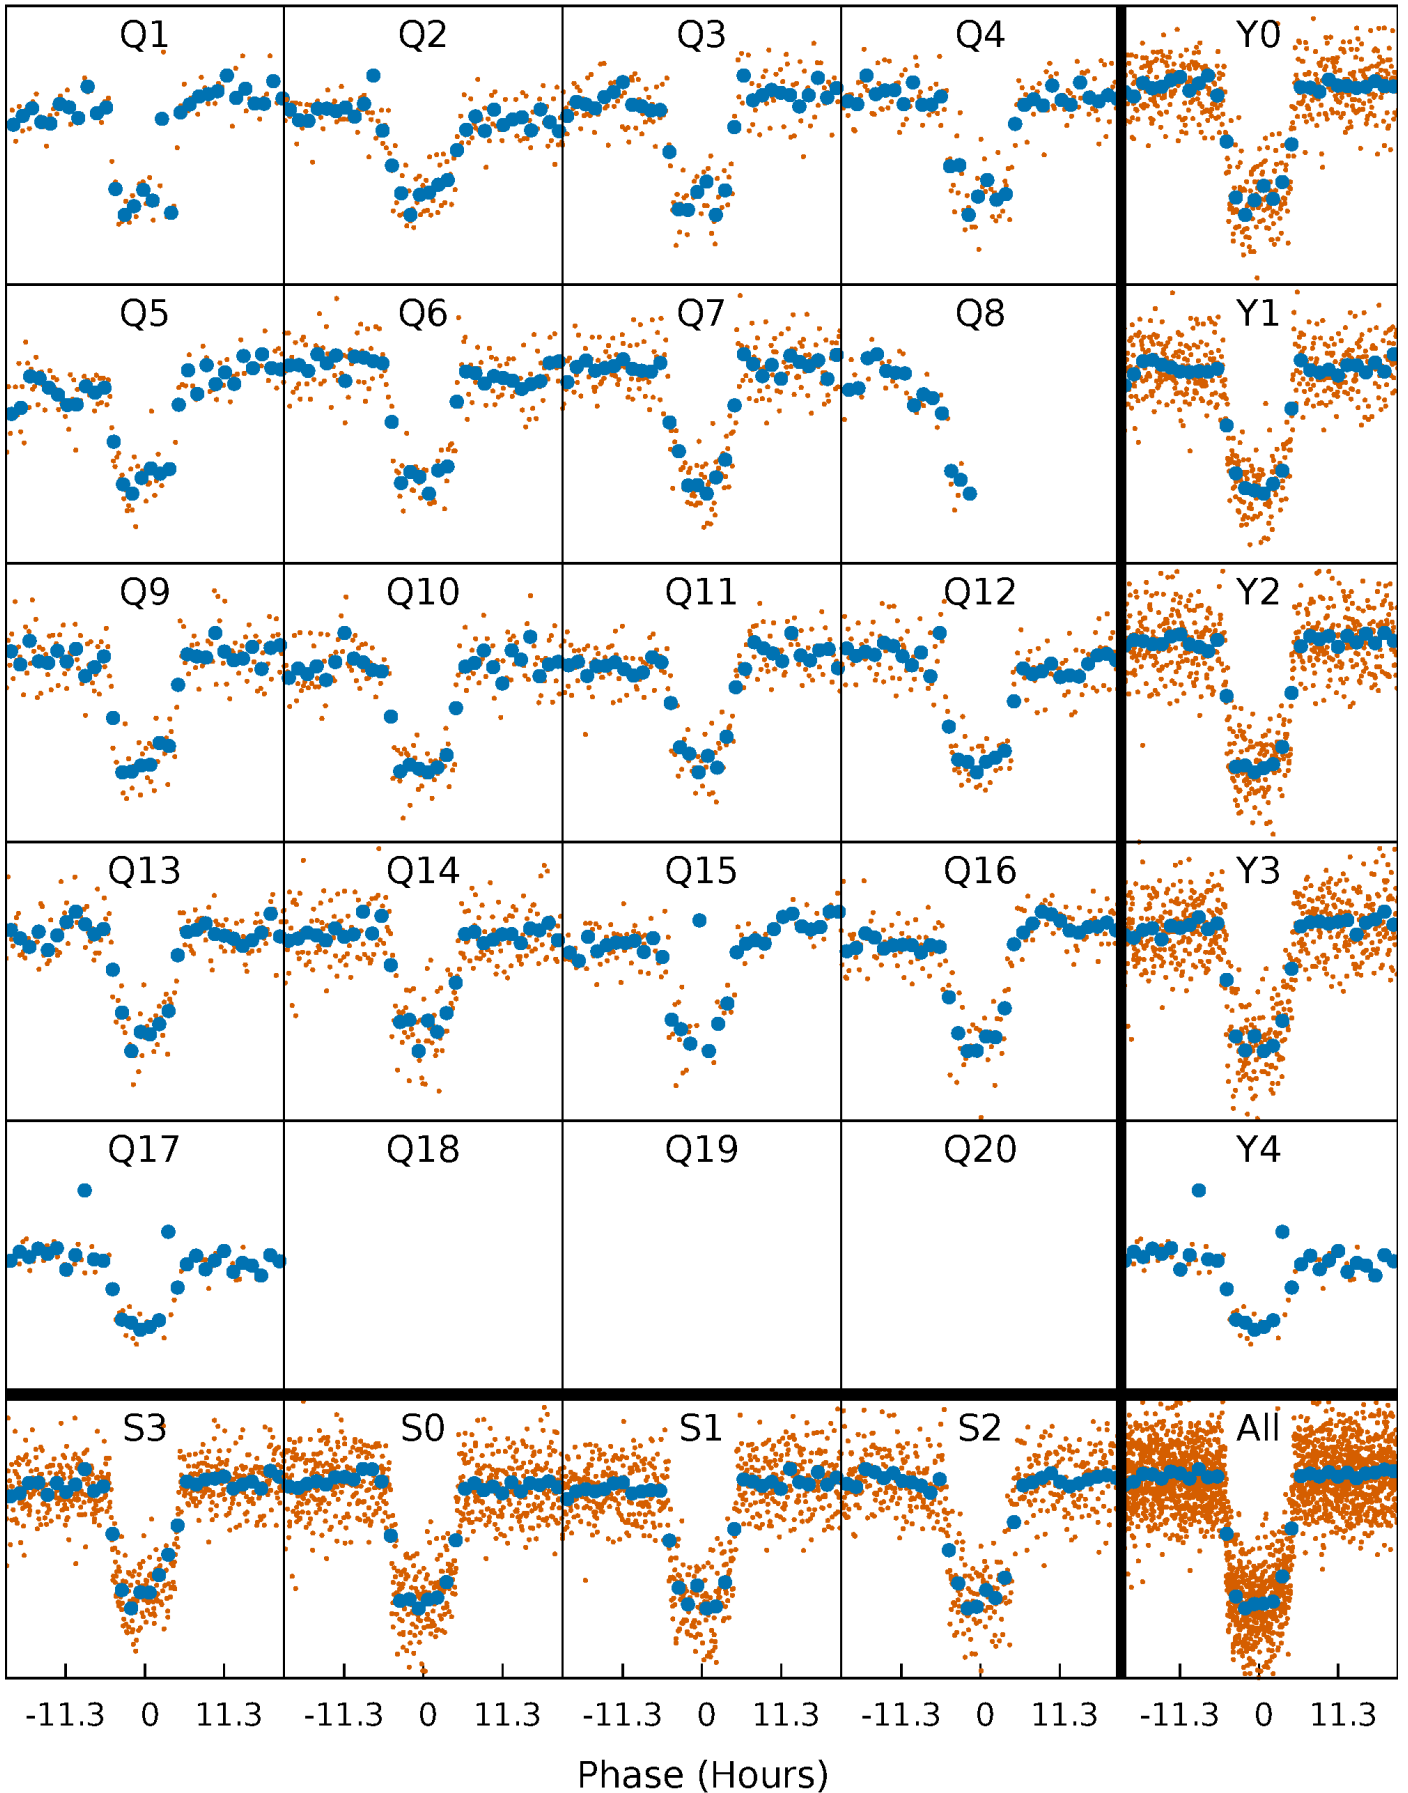 Q1 Q2 Q3 Q4 Y0
Q5 Q6 Q7 Q8 Y1
Q9 Q10 Q11 Q12 Y2
Q13 Q14 Q15 Q16 Y3
Q17 Q18 Q19 Q20 Y4
S3 S0 S1 S2 All
-11.3 0 11.3 -11.3 0 11.3 -11.3 0 11.3 -11.3 0 11.3 -11.3 0 11.3
Phase (Hours)